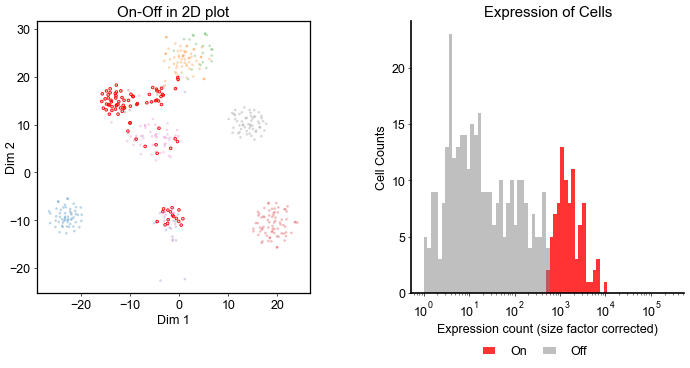 On-Off in 2D plot
30
20
10
0
−10
−20
−20 −10 0 10 20
Dim 1
Dim 2
Expression of Cells
20
15
10
5
0
10^0 10^1 10^2 10^3 10^4 10^5
Cell Counts
Expression count (size factor corrected)
On Off